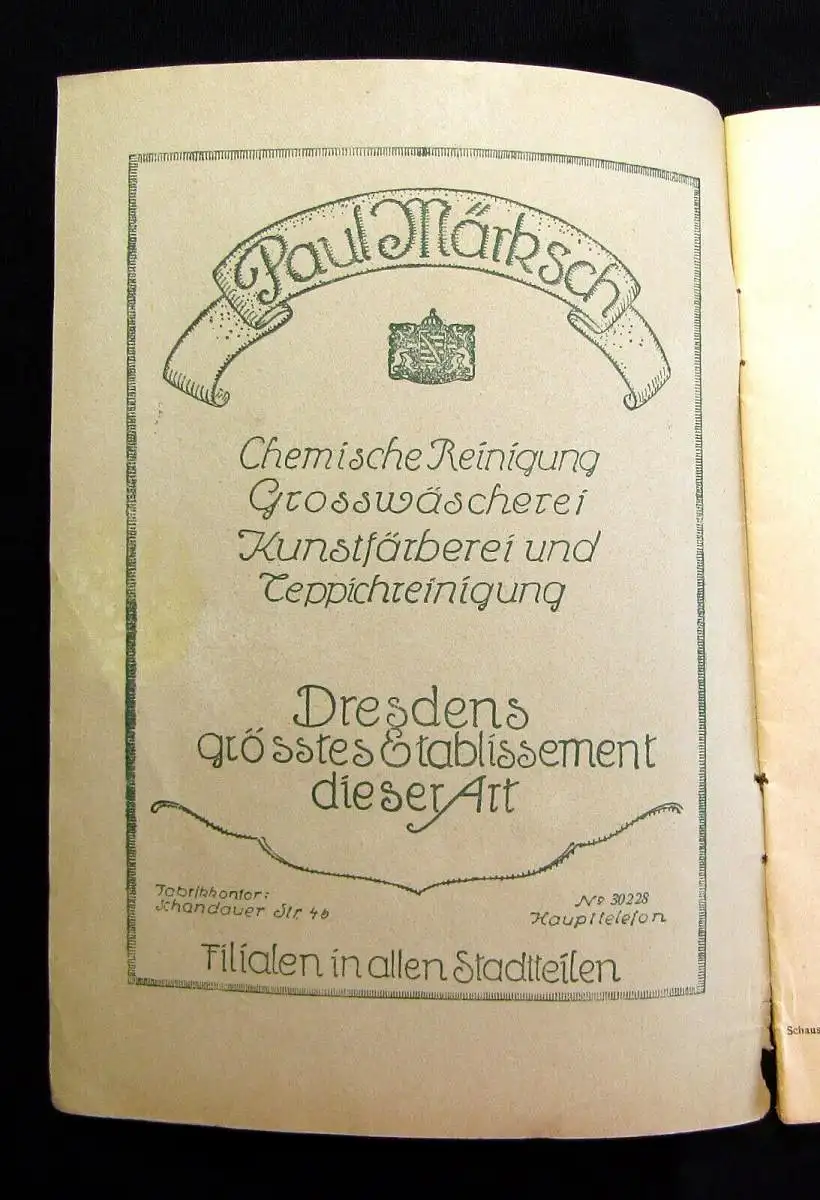 Paul Märksch
Chemische Reinigung
Grosswäscherei
Kunstfärberei und
Teppichreinigung
Dresdens
grösstes Etablissement
dieser Art
Fabrikkontor:
Schandauer Str. 46
No 30228
Haupttelefon
Filialen in allen Stadtteilen
Schaus